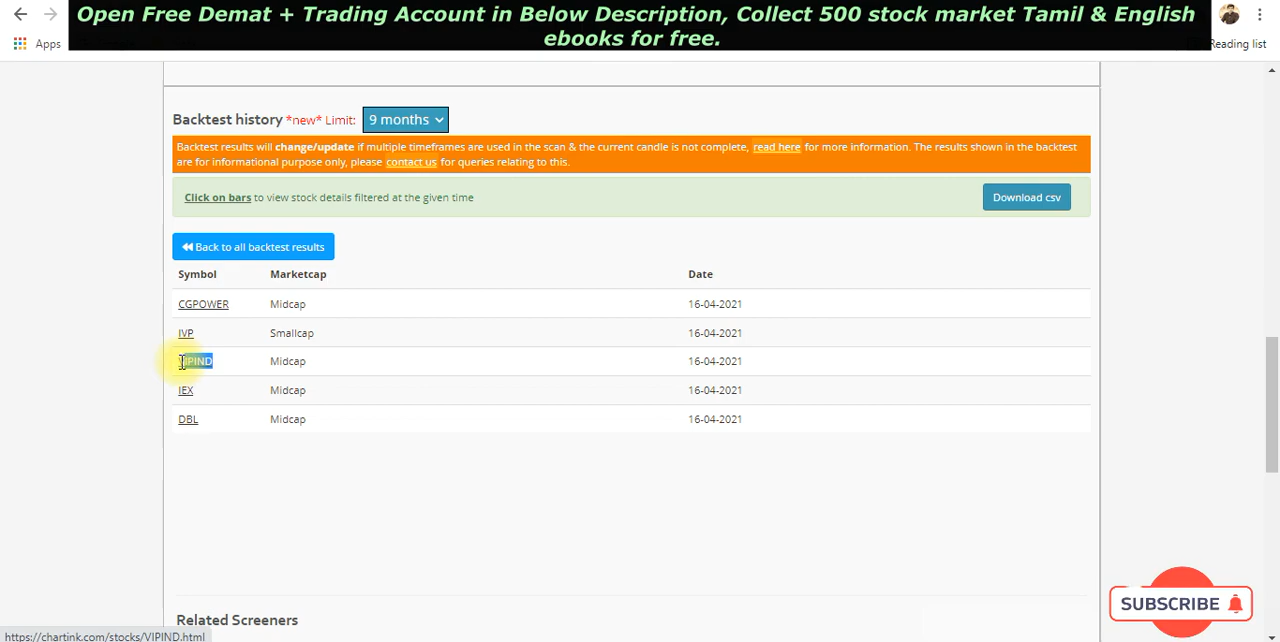 Open Free Demat + Trading Account in Below Description, Collect 500 stock market Tamil & English
ebooks for free.
Apps
Reading list
Backtest history *new* Limit: 9 months
Backtest results will change/update if multiple timeframes are used in the scan & the current candle is not complete, read here for more information. The results shown in the backtest
are for informational purpose only, please contact us for queries relating to this.
Click on bars to view stock details filtered at the given time
Download csv
Back to all backtest results
Symbol Marketcap Date
CGPOWER Midcap 16-04-2021
IVP Smallcap 16-04-2021
VIPIND Midcap 16-04-2021
IEX Midcap 16-04-2021
DBL Midcap 16-04-2021
SUBSCRIBE
Related Screeners
https://chartink.com/stocks/VIPIND.html